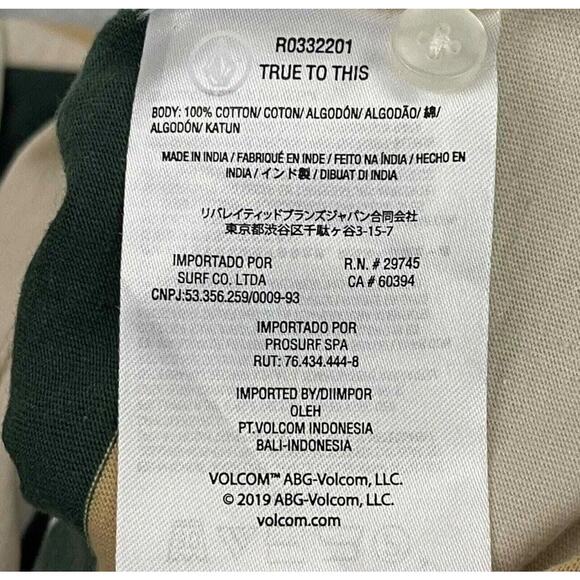 R0332201
TRUE TO THIS
BODY: 100% COTTON/ COTON/ ALGODÓN/ ALGODÃO/ 綿/
ALGODÓN/ KATUN
MADE IN INDIA / FABRIQUÉ EN INDE / FEITO NA ÍNDIA / HECHO EN
INDIA / インド製 / DIBUAT DI INDIA
リバレイティッドブランズジャパン合同会社
東京都渋谷区千駄ヶ谷3-15-7
IMPORTADO POR
SURF CO. LTDA
CNPJ:53.356.259/0009-93
R.N. # 29745
CA # 60394
IMPORTADO POR
PROSURF SPA
RUT: 76.434.444-8
IMPORTED BY/DIIMPOR
OLEH
PT.VOLCOM INDONESIA
BALI-INDONESIA
VOLCOM™ ABG-Volcom, LLC.
© 2019 ABG-Volcom, LLC.
volcom.com